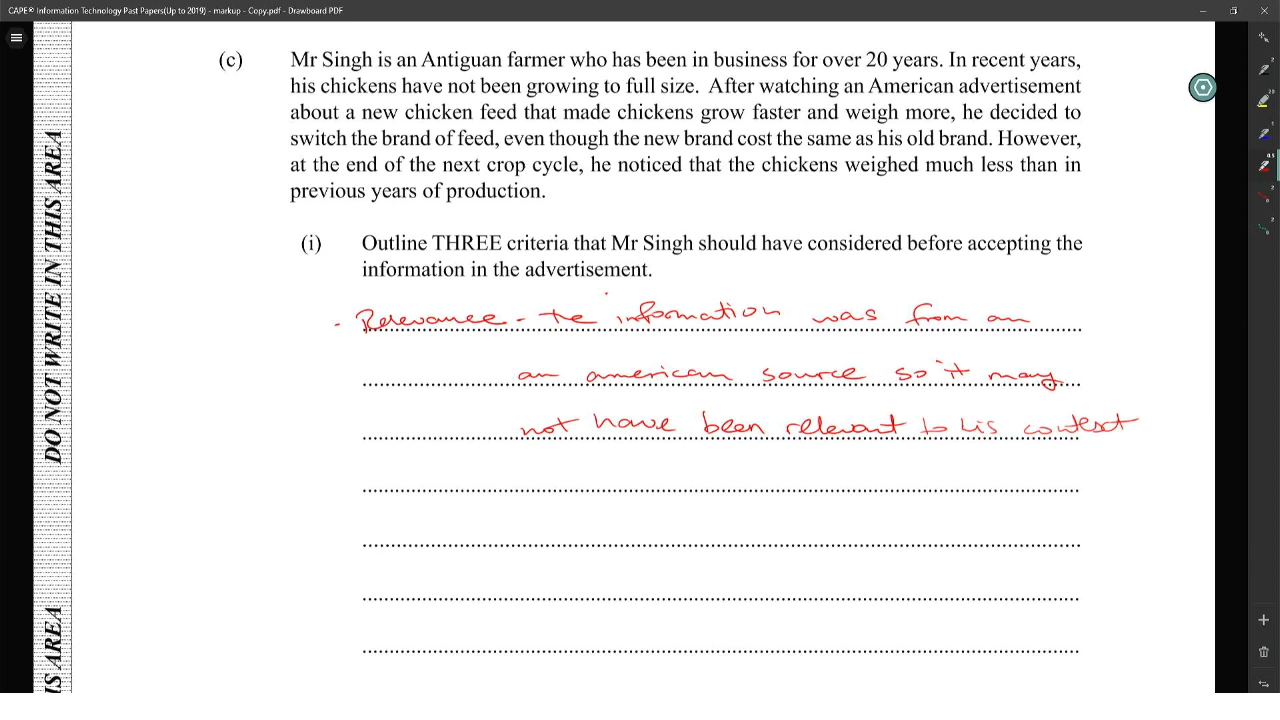 CAPE® Information Technology Past Papers(Up to 2019) - markup - Copy.pdf - Drawboard PDF
(c) Mr Singh is an Antiguan farmer who has been in business for over 20 years. In recent years,
his chickens have not been growing to full size. After watching an American advertisement
about a new chicken feed that made chickens grow faster and weigh more, he decided to
switch the brand of feed, even though the new brand cost the same as his old brand. However,
at the end of the next crop cycle, he noticed that the chickens weighed much less than in
previous years of production.
(i) Outline THREE criteria that Mr Singh should have considered before accepting the
information in the advertisement.
- Relevance - te information was from an
an american source so it may
not have been relevant to his context
DO NOT WRITE IN THIS AREA
IS AREA